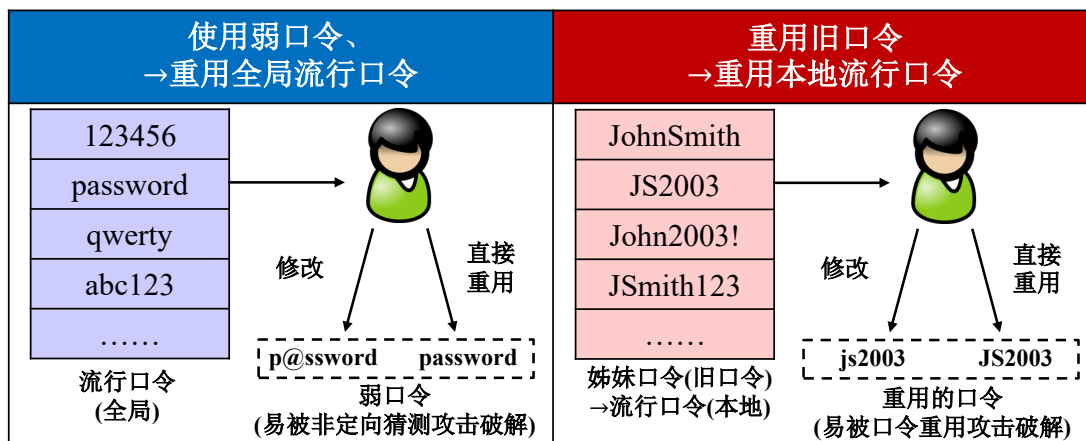 使用弱口令、
→重用全局流行口令
123456
password
qwerty
abc123
……
流行口令
(全局)
修改
直接
重用
p@ssword password
弱口令
(易被非定向猜测攻击破解)
重用旧口令
→重用本地流行口令
JohnSmith
JS2003
John2003!
JSmith123
……
姊妹口令(旧口令)
→流行口令(本地)
修改
直接
重用
js2003 JS2003
重用的口令
(易被口令重用攻击破解)